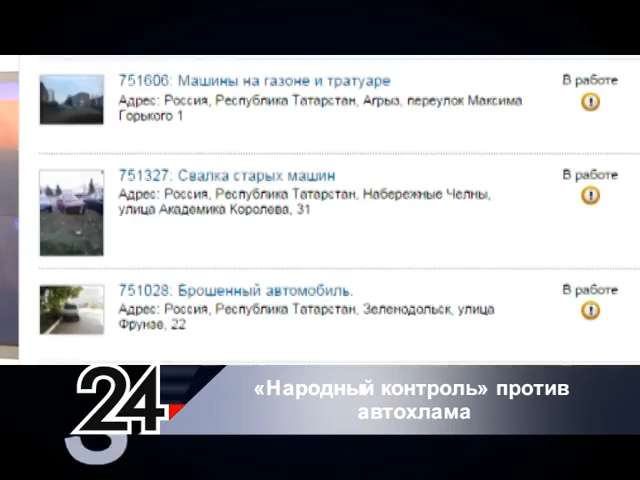 751606: Машины на газоне и тратуаре
В работе
Адрес: Россия, Республика Татарстан, Агрыз, переулок Максима
Горького 1
751327: Свалка старых машин
В работе
Адрес: Россия, Республика Татарстан, Набережные Челны,
улица Академика Королева, 31
751028: Брошенный автомобиль.
В работе
Адрес: Россия, Республика Татарстан, Зеленодольск, улица
Фрунзе, 22
24
«Народный контроль» против
автохлама